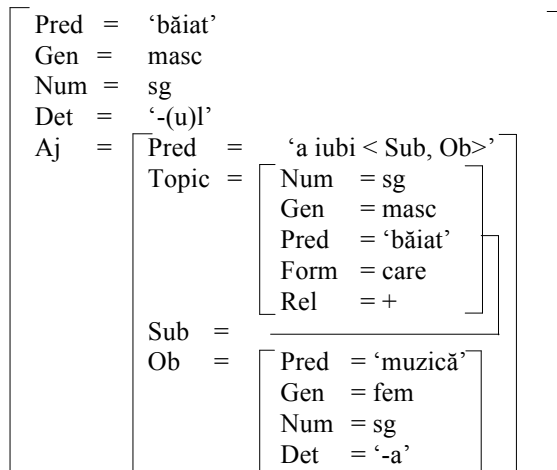 Pred = ‘băiat’
Gen = masc
Num = sg
Det = ‘-(u)l’
Aj = Pred = ‘a iubi < Sub, Ob>’
Topic = Num = sg
Gen = masc
Pred = ‘băiat’
Form = care
Rel = +
Sub =
Ob = Pred = ‘muzică’
Gen = fem
Num = sg
Det = ‘-a’